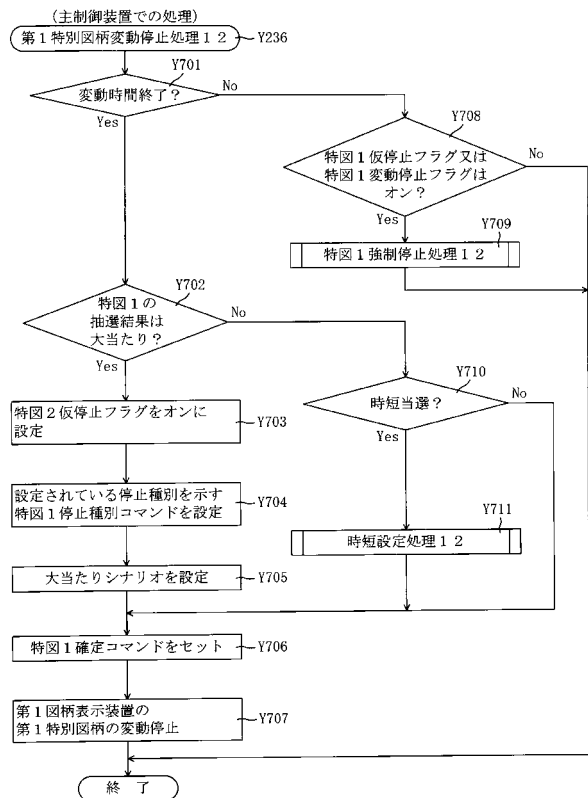 (主制御装置での処理)
第1特別図柄変動停止処理12
Y236
Y701
変動時間終了?
No
Yes
Y708
特図1仮停止フラグ又は
特図1変動停止フラグは
オン?
No
Yes
Y709
特図1強制停止処理12
Y702
特図1の
抽選結果は
大当たり?
No
Yes
Y710
時短当選?
No
Yes
特図2仮停止フラグをオンに
設定
Y703
設定されている停止種別を示す
特図1停止種別コマンドを設定
Y704
Y711
時短設定処理12
大当たりシナリオを設定
Y705
特図1確定コマンドをセット
Y706
第1図柄表示装置の
第1特別図柄の変動停止
Y707
終 了